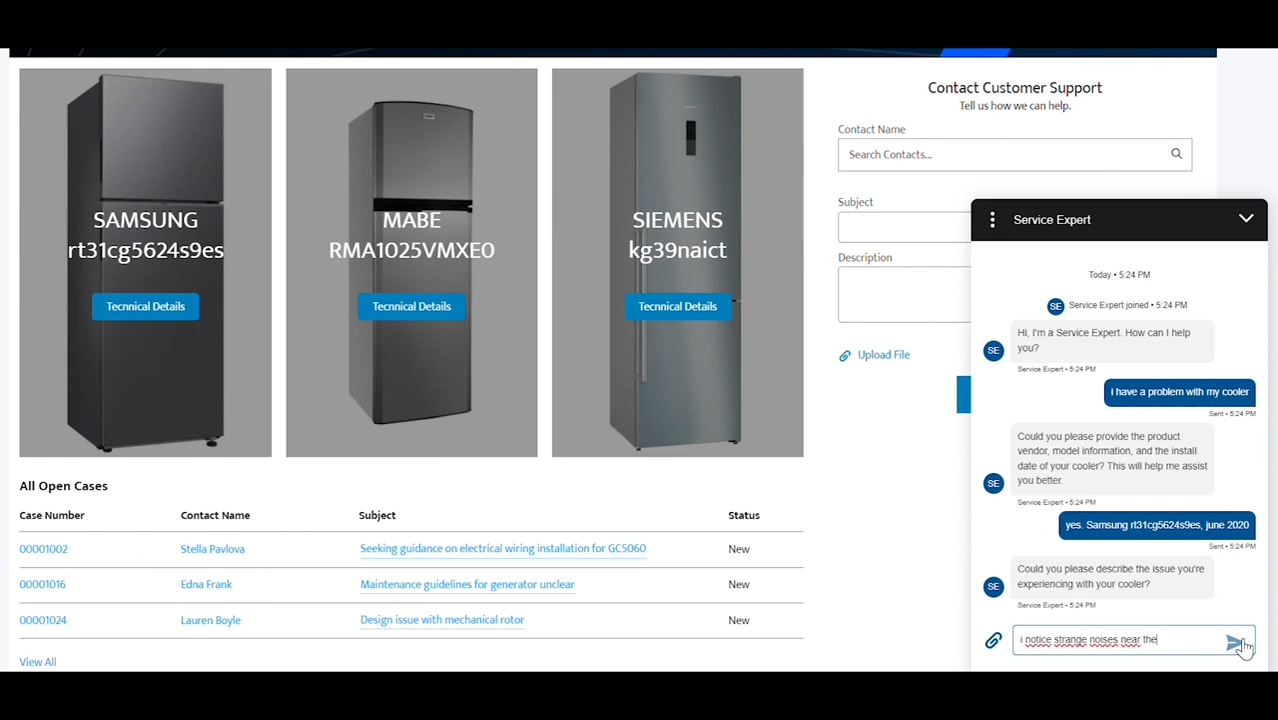 SAMSUNG
rt31cg5624s9es
Tecnnical Details
MABE
RMA1025VMXE0
Tecnnical Details
SIEMENS
kg39naict
Tecnnical Details
Contact Customer Support
Tell us how we can help.
Contact Name
Search Contacts...
Subject
Description
Upload File
All Open Cases
Case Number Contact Name Subject Status
00001002 Stella Pavlova Seeking guidance on electrical wiring installation for GC5060 New
00001016 Edna Frank Maintenance guidelines for generator unclear New
00001024 Lauren Boyle Design issue with mechanical rotor New
View All
Service Expert
Today • 5:24 PM
SE Service Expert joined • 5:24 PM
Hi, I'm a Service Expert. How can I help
you?
SE
Service Expert • 5:24 PM
i have a problem with my cooler
Sent • 5:24 PM
Could you please provide the product
vendor, model information, and the install
date of your cooler? This will help me assist
you better.
SE
Service Expert • 5:24 PM
yes. Samsung rt31cg5624s9es, june 2020
Sent • 5:24 PM
Could you please describe the issue you're
experiencing with your cooler?
SE
Service Expert • 5:24 PM
i notice strange noises near the